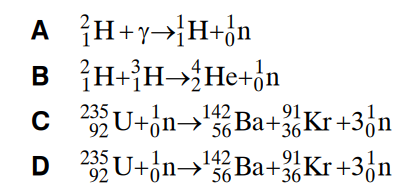 A ²₁H + γ→¹₁H+¹₀n
B ²₁H+³₁H→⁴₂He+¹₀n
C ²³⁵₉₂U+¹₀n→¹⁴²₅₆Ba+⁹¹₃₆Kr +3¹₀n
D ²³⁵₉₂U+¹₀n→¹⁴²₅₆Ba+⁹¹₃₆Kr +3¹₀n